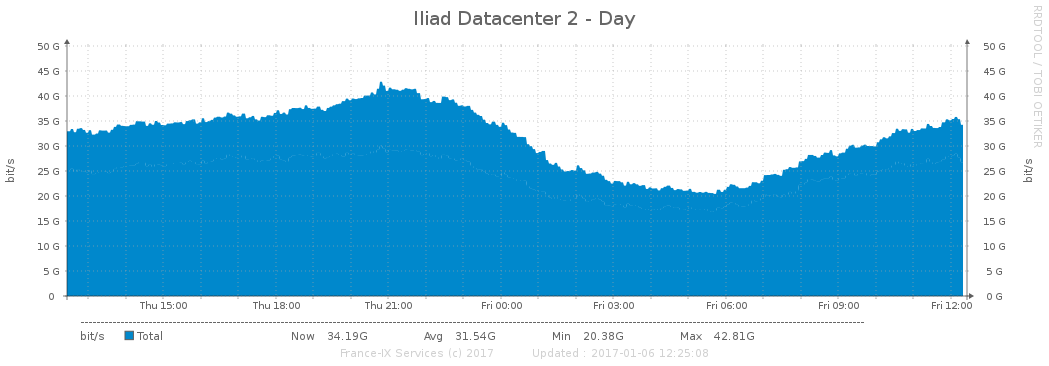 Iliad Datacenter 2 - Day
RRDTOOL / TOBI OETIKER
bit/s
50 G 50 G
45 G 45 G
40 G 40 G
35 G 35 G
30 G 30 G
25 G 25 G
20 G 20 G
15 G 15 G
10 G 10 G
5 G 5 G
0 0 G
bit/s
Thu 15:00 Thu 18:00 Thu 21:00 Fri 00:00 Fri 03:00 Fri 06:00 Fri 09:00 Fri 12:00
bit/s Total Now 34.19G Avg 31.54G Min 20.38G Max 42.81G
France-IX Services (c) 2017 Updated : 2017-01-06 12:25:08